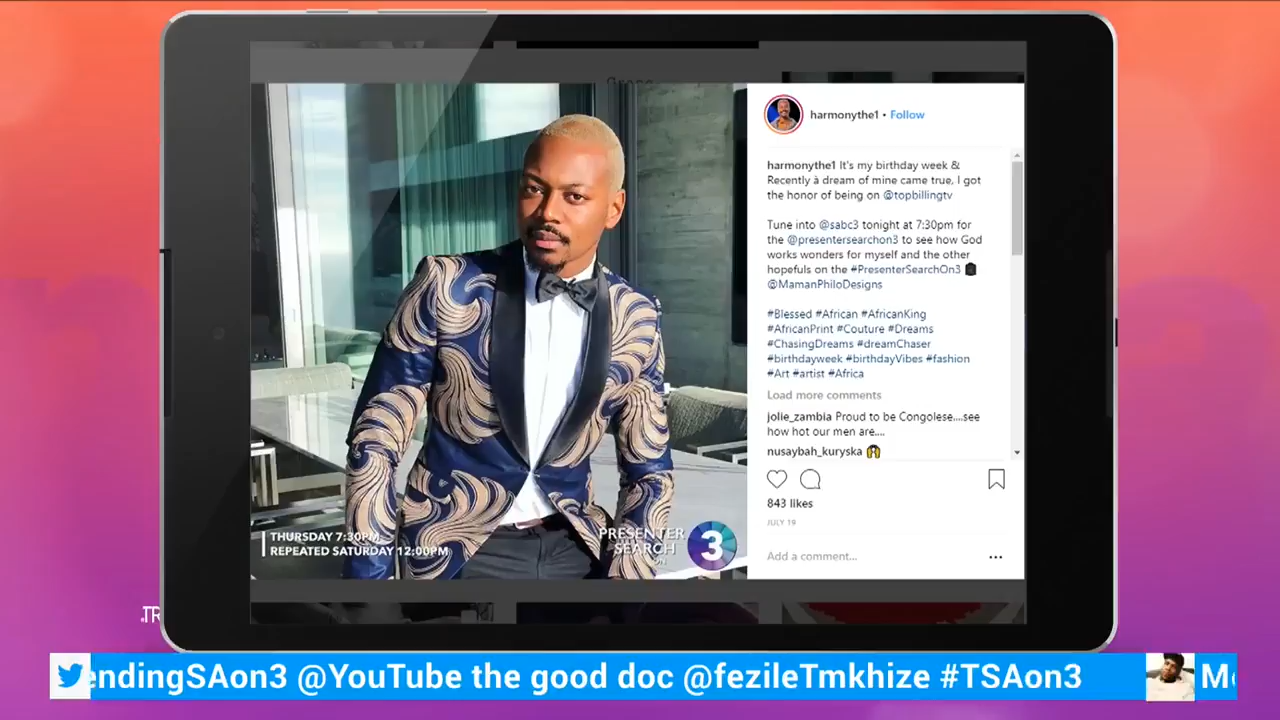 harmonythe1 • Follow
harmonythe1 It's my birthday week &
Recently à dream of mine came true, I got
the honor of being on @topbillingtv
Tune into @sabc3 tonight at 7:30pm for
the @presentersearchon3 to see how God
works wonders for myself and the other
hopefuls on the #PresenterSearchOn3
@MamanPhiloDesigns
#Blessed #African #AfricanKing
#AfricanPrint #Couture #Dreams
#ChasingDreams #dreamChaser
#birthdayweek #birthdayVibes #fashion
#Art #artist #Africa
Load more comments
jolie_zambia Proud to be Congolese....see
how hot our men are....
nusaybah_kuryska
843 likes
JULY 19
Add a comment...
THURSDAY 7:30PM
REPEATED SATURDAY 12:00PM
PRESENTER
SEARCH
ON
3
.TR
endingSAon3 @YouTube the good doc @fezileTmkhize #TSAon3